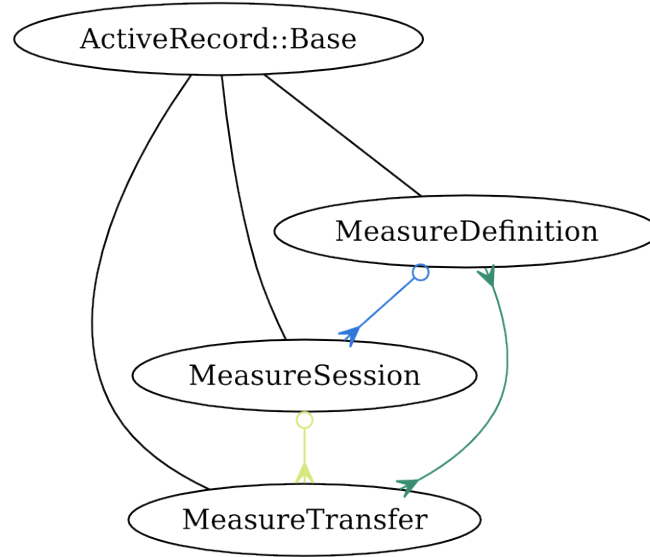 ActiveRecord::Base
MeasureDefinition
MeasureSession
MeasureTransfer